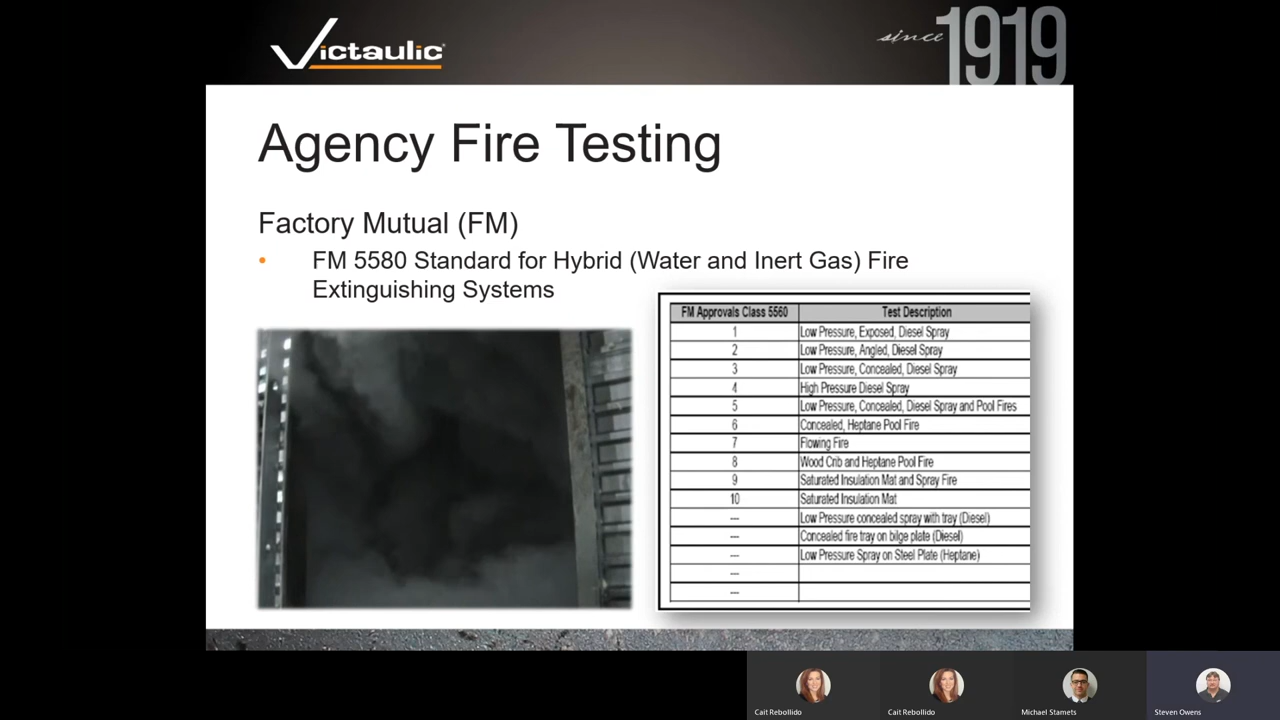 Victaulic
since 1919
Agency Fire Testing
Factory Mutual (FM)
• FM 5580 Standard for Hybrid (Water and Inert Gas) Fire
Extinguishing Systems
FM Approvals Class 5560 Test Description
1 Low Pressure, Exposed, Diesel Spray
2 Low Pressure, Angled, Diesel Spray
3 Low Pressure, Concealed, Diesel Spray
4 High Pressure Diesel Spray
5 Low Pressure, Concealed, Diesel Spray and Pool Fires
6 Concealed, Heptane Pool Fire
7 Flowing Fire
8 Wood Crib and Heptane Pool Fire
9 Saturated Insulation Mat and Spray Fire
10 Saturated Insulation Mat
--- Low Pressure concealed spray with tray (Diesel)
--- Concealed fire tray on bilge plate (Diesel)
--- Low Pressure Spray on Steel Plate (Heptane)
---
---
Cait Rebollido
Cait Rebollido
Michael Stamets
Steven Owens